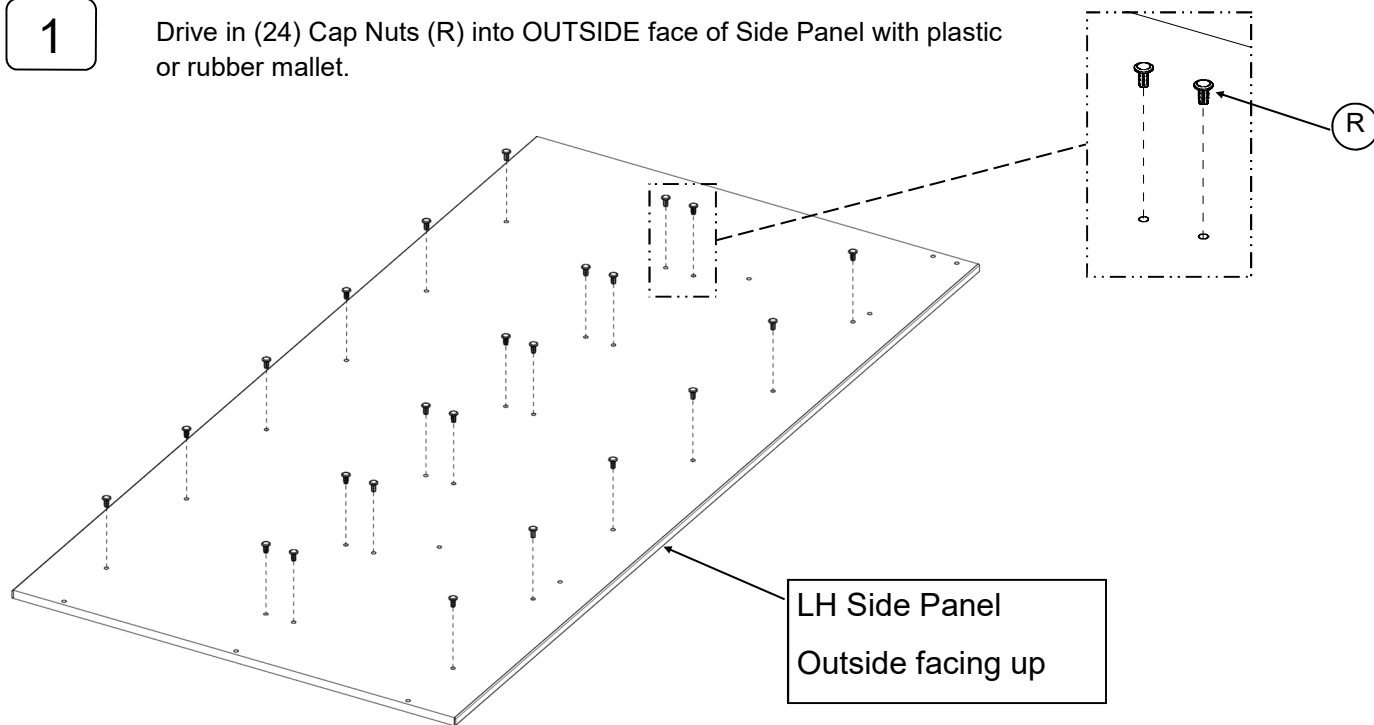 1
Drive in (24) Cap Nuts (R) into OUTSIDE face of Side Panel with plastic
or rubber mallet.
R
LH Side Panel
Outside facing up